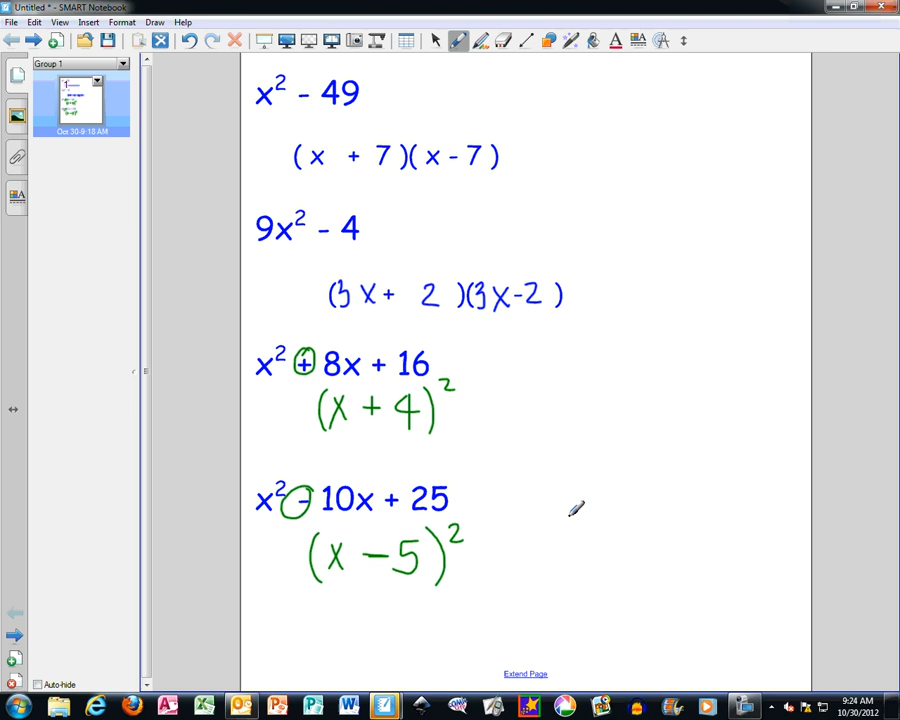 Untitled * - SMART Notebook
File Edit View Insert Format Draw Help
Group 1
Oct 30-9:18 AM
x² - 49
( x + 7 )( x - 7 )
9x² - 4
(3x + 2 )(3x - 2 )
x² + 8x + 16
(x + 4)²
x² - 10x + 25
(x - 5)²
Extend Page
Auto-hide
9:24 AM
10/30/2012